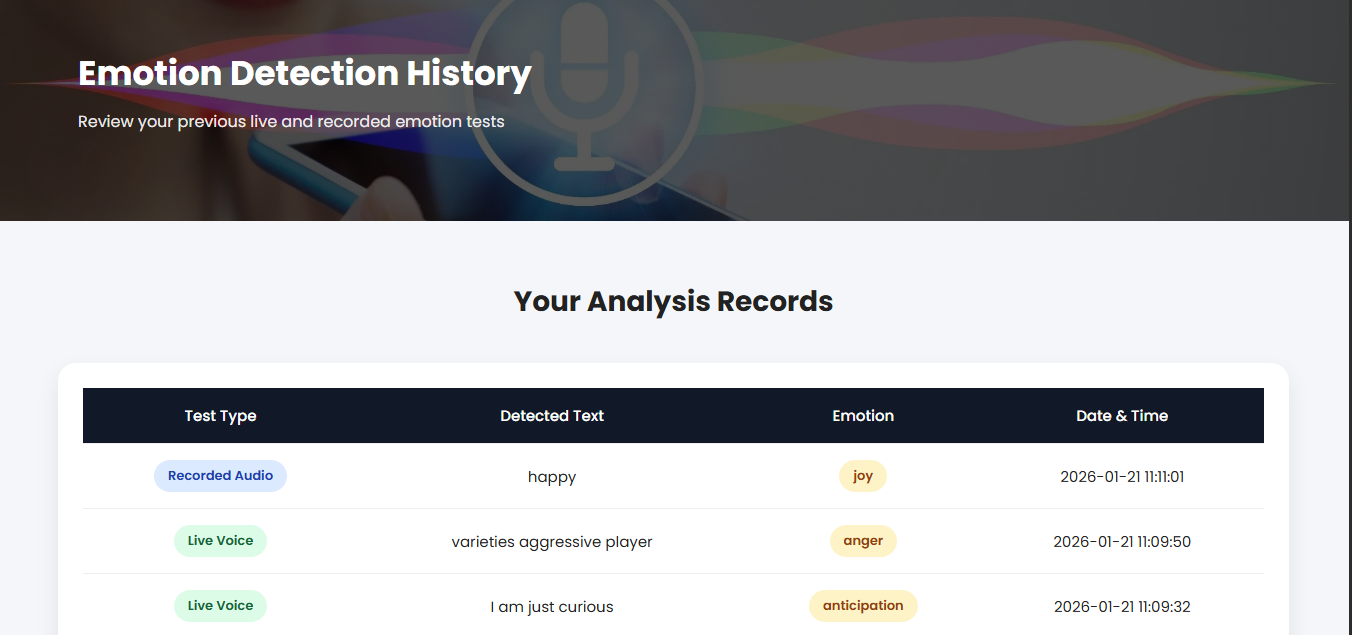 Emotion Detection History
Review your previous live and recorded emotion tests
Your Analysis Records
Test Type Detected Text Emotion Date & Time
Recorded Audio happy joy 2026-01-21 11:11:01
Live Voice varieties aggressive player anger 2026-01-21 11:09:50
Live Voice I am just curious anticipation 2026-01-21 11:09:32